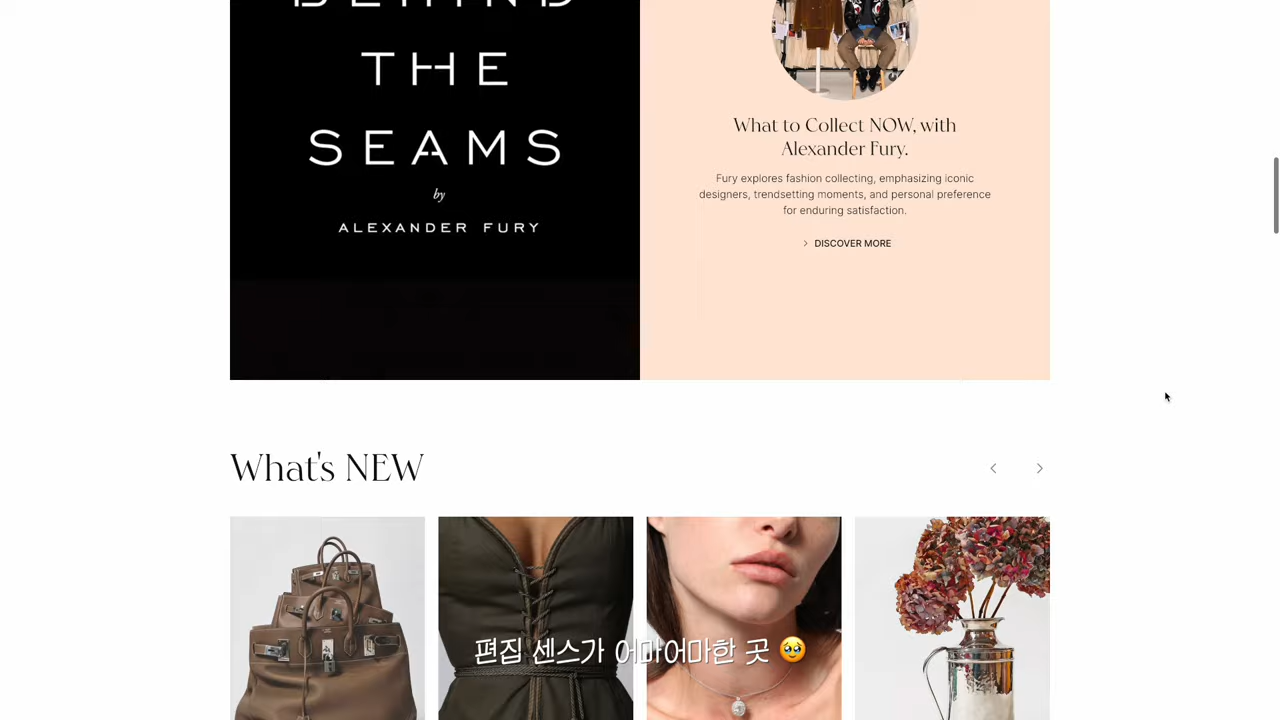 BEHIND
THE
SEAMS
by
ALEXANDER FURY
What to Collect NOW, with
Alexander Fury.
Fury explores fashion collecting, emphasizing iconic
designers, trendsetting moments, and personal preference
for enduring satisfaction.
DISCOVER MORE
What's NEW
편집 센스가 어마어마한 곳 🥹